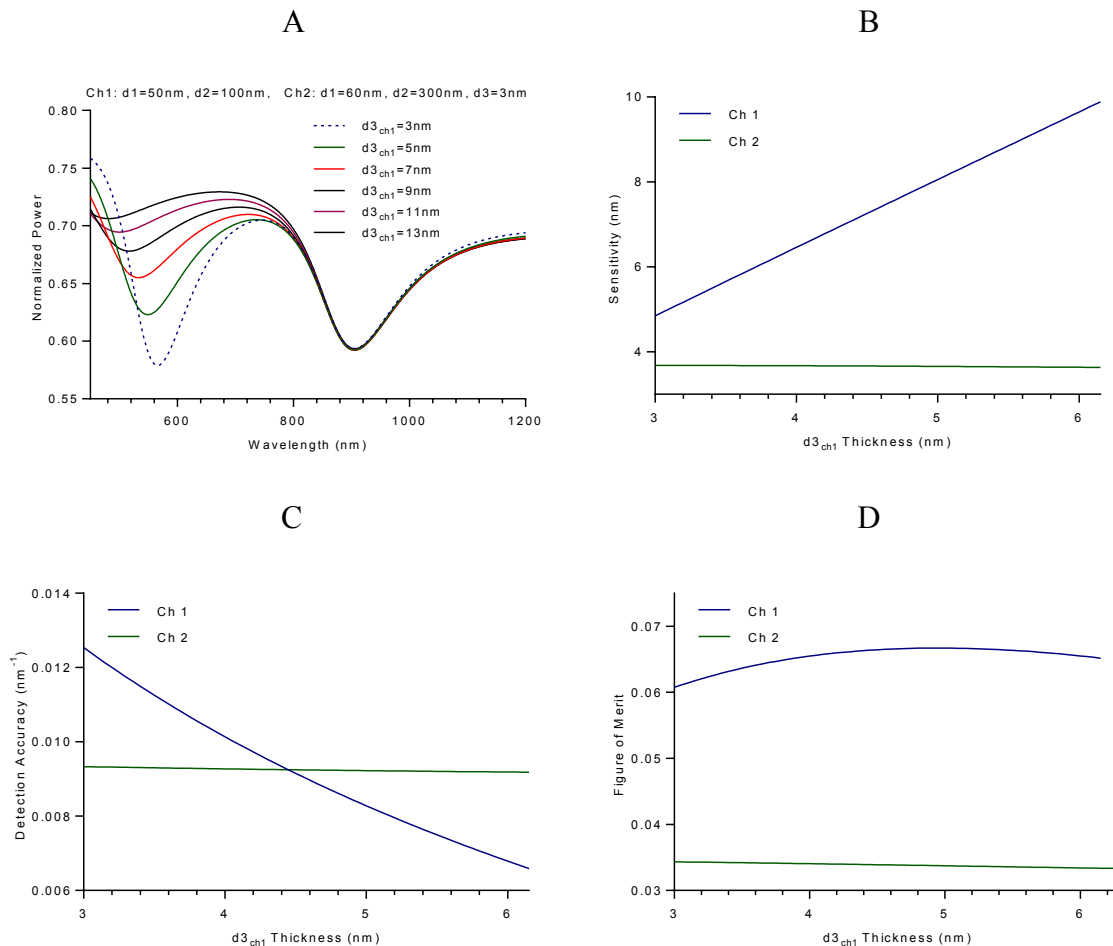 A
Ch1: d1=50nm, d2=100nm, Ch2: d1=60nm, d2=300nm, d3=3nm
0.80
0.75
0.70
0.65
0.60
0.55
Normalized Power
d3ch1=3nm
d3ch1=5nm
d3ch1=7nm
d3ch1=9nm
d3ch1=11nm
d3ch1=13nm
600
800
1000
1200
Wavelength (nm)
B
10
8
6
4
Sensitivity (nm)
Ch 1
Ch 2
3
4
5
6
d3ch1 Thickness (nm)
C
0.014
0.012
0.010
0.008
0.006
Detection Accuracy (nm⁻¹)
Ch 1
Ch 2
3
4
5
6
d3ch1 Thickness (nm)
D
0.07
0.06
0.05
0.04
0.03
Figure of Merit
Ch 1
Ch 2
3
4
5
6
d3ch1 Thickness (nm)